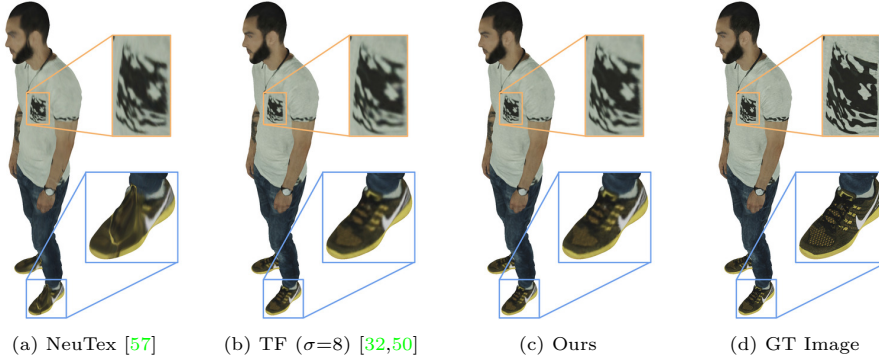 (a) NeuTex [57]
(b) TF (σ=8) [32,50]
(c) Ours
(d) GT Image